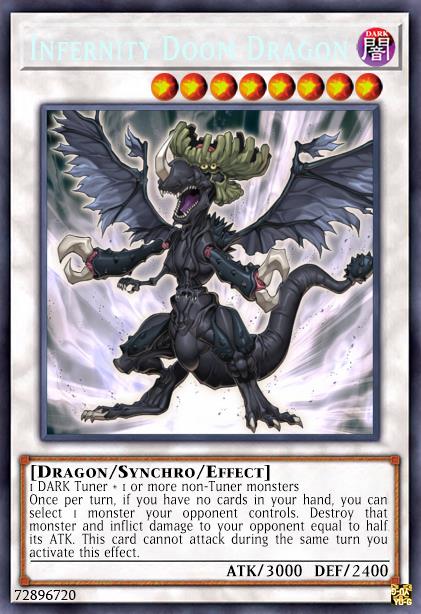 INFERNITY DOOM DRAGON
DARK
闇
[DRAGON/SYNCHRO/EFFECT]
1 DARK Tuner + 1 or more non-Tuner monsters
Once per turn, if you have no cards in your hand, you can
select 1 monster your opponent controls. Destroy that
monster and inflict damage to your opponent equal to half
its ATK. This card cannot attack during the same turn you
activate this effect.
ATK/3000 DEF/2400
72896720